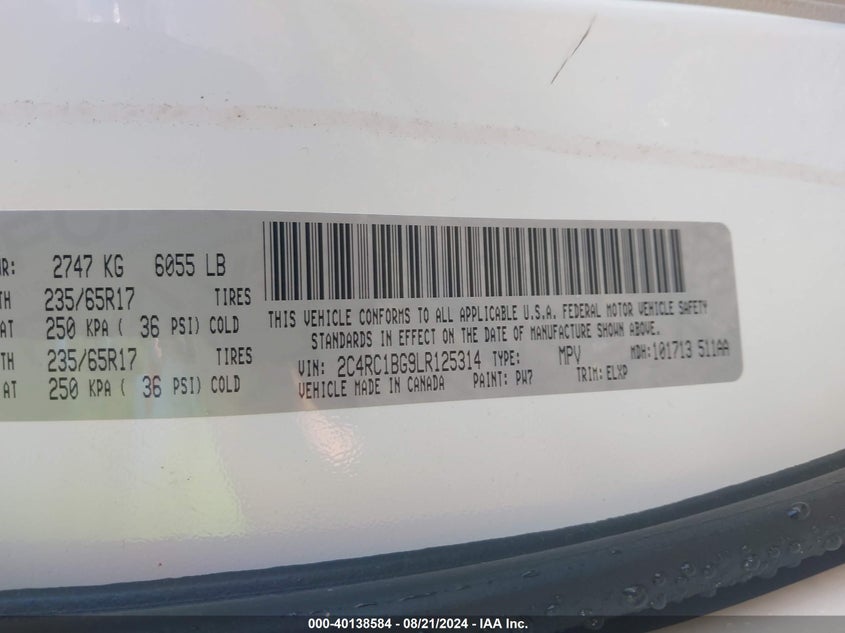 2747 KG 6055 LB
235/65R17 TIRES
AT 250 KPA ( 36 PSI) COLD
235/65R17 TIRES
AT 250 KPA ( 36 PSI) COLD
THIS VEHICLE CONFORMS TO ALL APPLICABLE U.S.A. FEDERAL MOTOR VEHICLE SAFETY
STANDARDS IN EFFECT ON THE DATE OF MANUFACTURE SHOWN ABOVE.
VIN: 2C4RC1BG9LR125314 TYPE: MPV MDH:101713 511AA
VEHICLE MADE IN CANADA PAINT: PW7 TRIM: ELXP
000-40138584 - 08/21/2024 - IAA Inc.